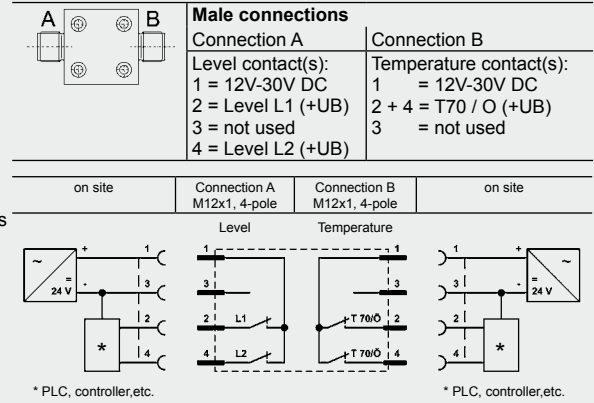 A B
Male connections
Connection A Connection B
Level contact(s): Temperature contact(s):
1 = 12V-30V DC 1 = 12V-30V DC
2 = Level L1 (+UB) 2 + 4 = T70 / O (+UB)
3 = not used 3 = not used
4 = Level L2 (+UB)
on site Connection A Connection B on site
M12x1, 4-pole M12x1, 4-pole
s
Level Temperature
~ + 1 1 1 1 + ~
= - 3 3 3 3 - =
24 V 24 V
2 2 L1 T 70/Ö 2 2
* 4 4 L2 T 70/Ö 4 4 *
* PLC, controller,etc. * PLC, controller,etc.